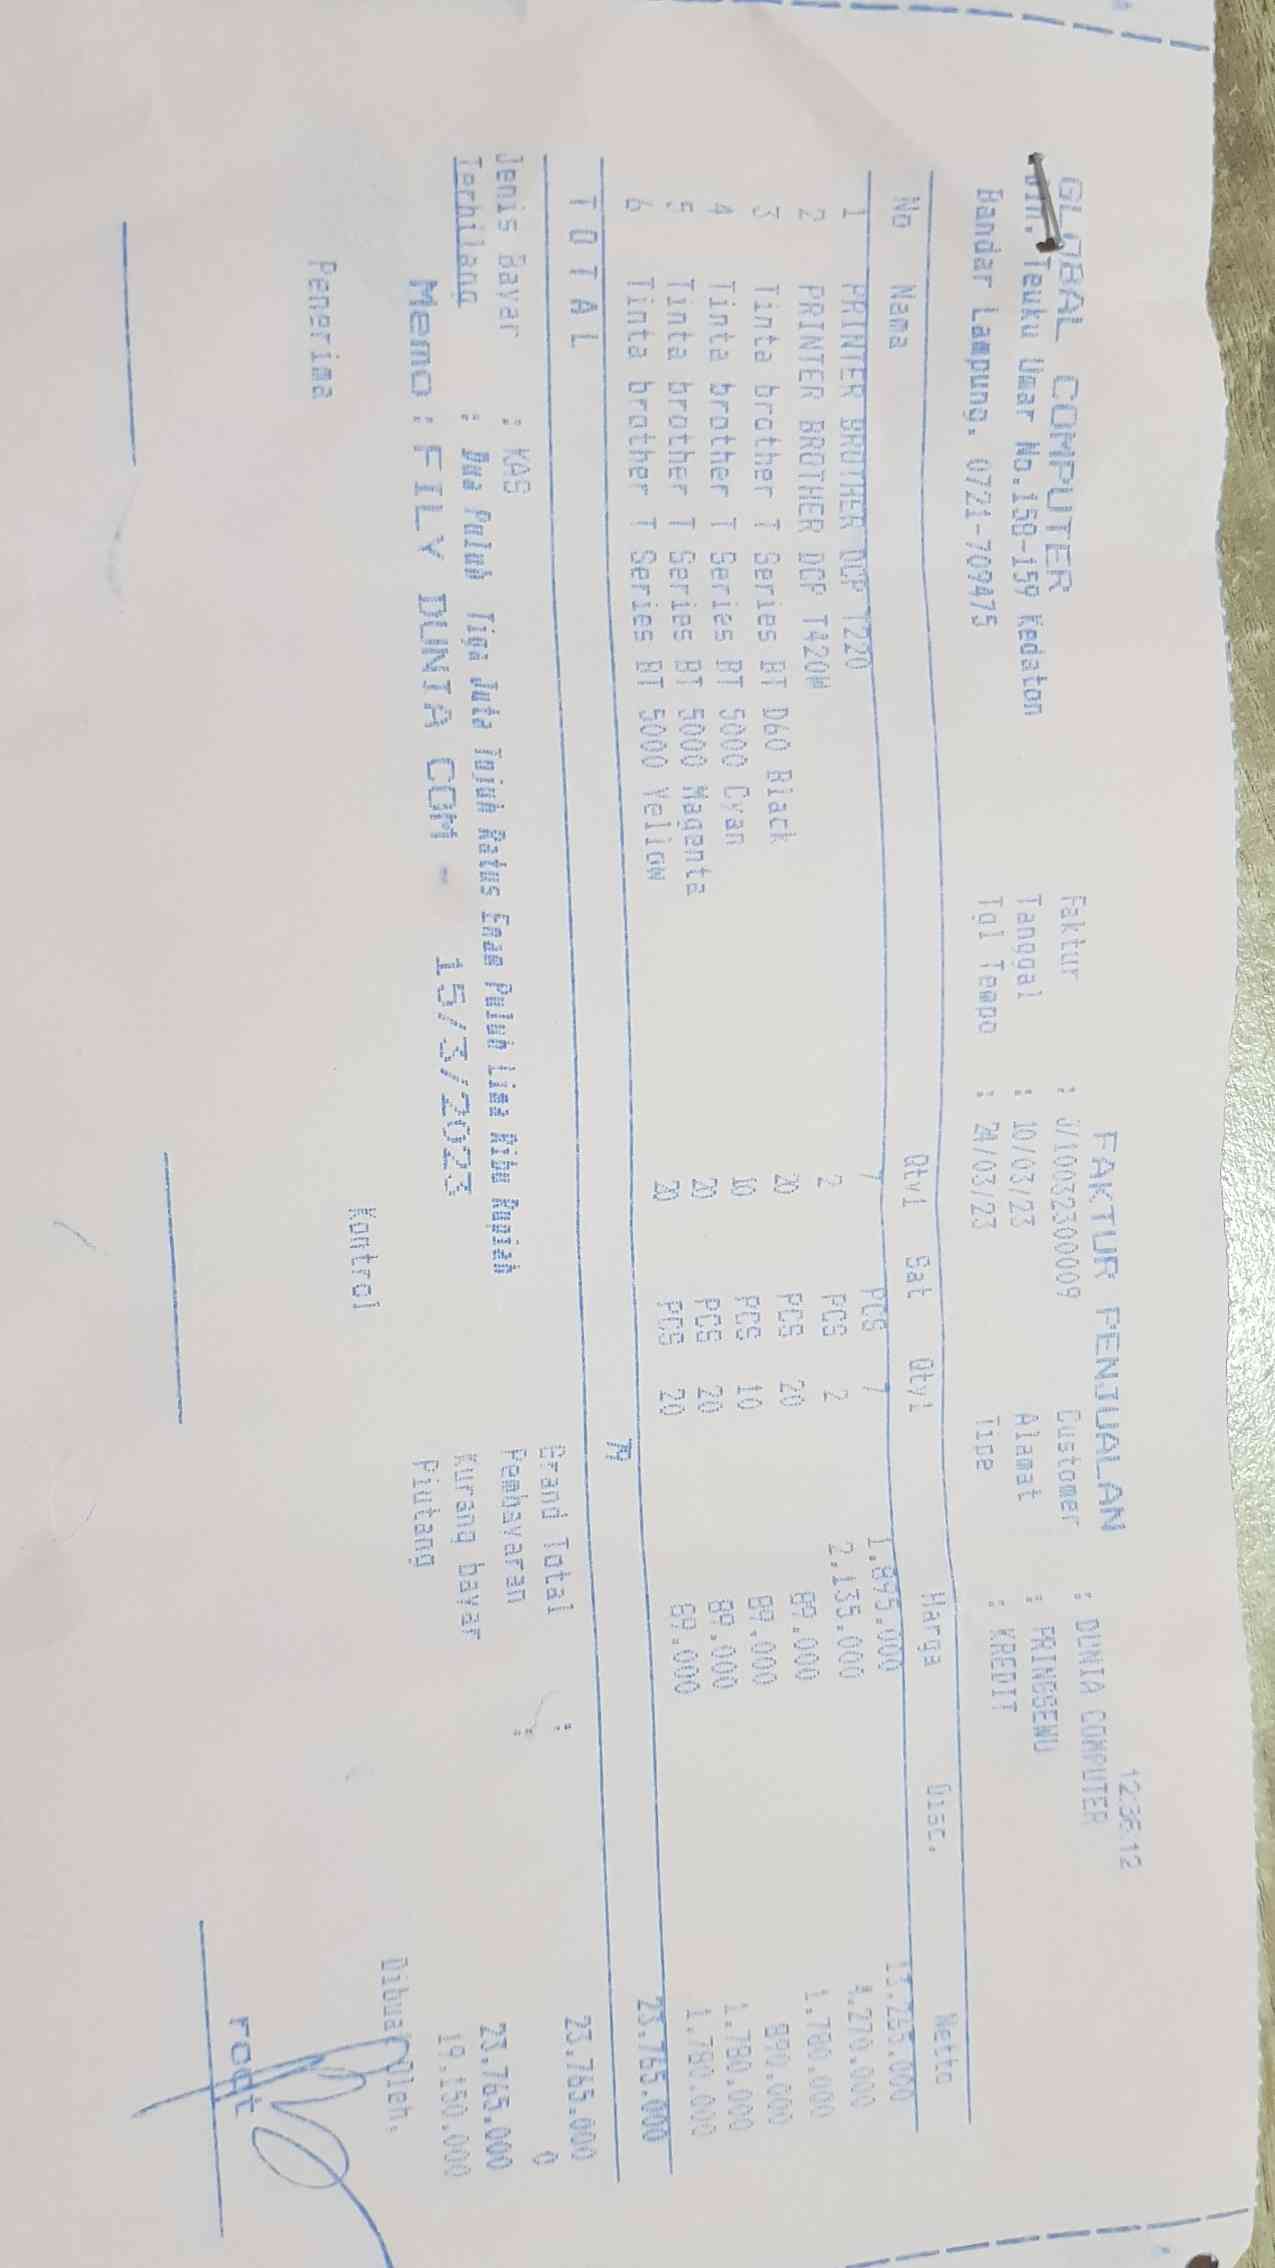 12:36:12
FAKTUR PENJUALAN
GLOBAL COMPUTER Faktur : J/10032300009 Customer : DUNIA COMPUTER
Jln. Teuku Umar No.158-159 Kedaton Tanggal : 10/03/23 Alamat : PRINGSEWU
Bandar Lampung. 0721-709475 Tgl Tempo : 24/03/23 Tipe : KREDIT
No Nama Qty1 Sat Qty1 Harga Disc. Netto
1 PRINTER BROTHER DCP T220 7 PCS 7 1.895.000 13.265.000
2 PRINTER BROTHER DCP T420W 2 PCS 2 2.135.000 4.270.000
3 Tinta brother T Series BT D60 Black 20 PCS 20 89.000 1.780.000
4 Tinta brother T Series BT 5000 Cyan 10 PCS 10 89.000 890.000
5 Tinta brother T Series BT 5000 Magenta 20 PCS 20 89.000 1.780.000
6 Tinta brother T Series BT 5000 Yellow 20 PCS 20 89.000 1.780.000
T O T A L 79 23.765.000
Grand Total : 23.765.000
Jenis Bayar : KAS Pembayaran : 0
Terbilang : Dua Puluh Tiga Juta Tujuh Ratus Enam Puluh Lima Ribu Rupiah Kurang bayar 23.765.000
Memo : FILY DUNIA COM - 15/3/2023 Piutang 19.150.000
Penerima Kontrol Dibuat Oleh,
root